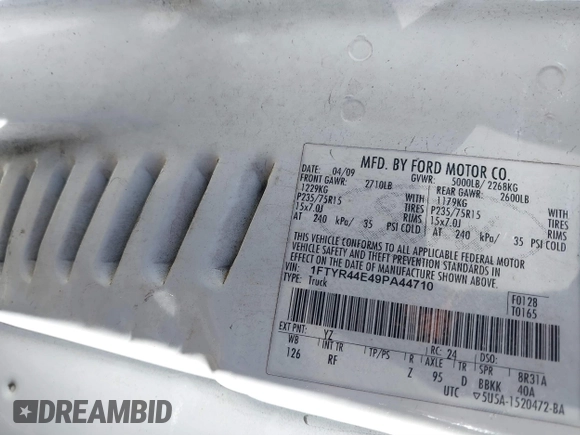 MFD. BY FORD MOTOR CO.
DATE: 04/09 GVWR: 5000LB/ 2268KG
FRONT GAWR: 2710LB REAR GAWR: 2600LB
1229KG WITH 1179KG WITH
P235/75R15 TIRES P235/75R15 TIRES
15x7.0J RIMS 15x7.0J RIMS
AT 240 kPa/ 35 PSI COLD AT 240 kPa/ 35 PSI COLD
THIS VEHICLE CONFORMS TO ALL APPLICABLE FEDERAL MOTOR
VEHICLE SAFETY AND THEFT PREVENTION STANDARDS IN EFFECT
ON THE DATE OF MANUFACTURE SHOWN ABOVE.
VIN: 1FTYR44E49PA44710
TYPE: Truck
F0128
T0165
EXT PNT: YZ RC: 24 DSO:
WB INT TR TP/PS R AXLE TR SPR 8R31A
126 RF Z 95 D BBKK 40A
UTC 5U5A-1520472-BA
RIDECARDATA.COM